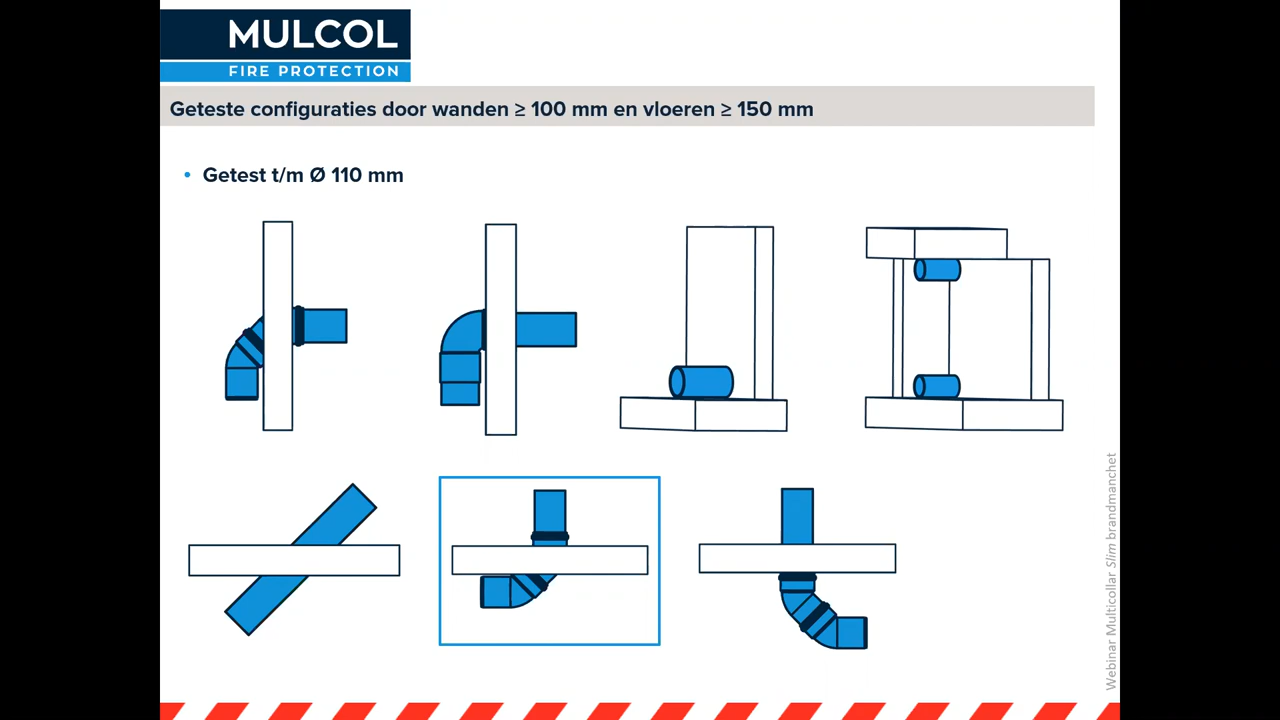 MULCOL
FIRE PROTECTION
Geteste configuraties door wanden ≥ 100 mm en vloeren ≥ 150 mm
• Getest t/m Ø 110 mm
Webinar Multicollar Slim brandmanchet